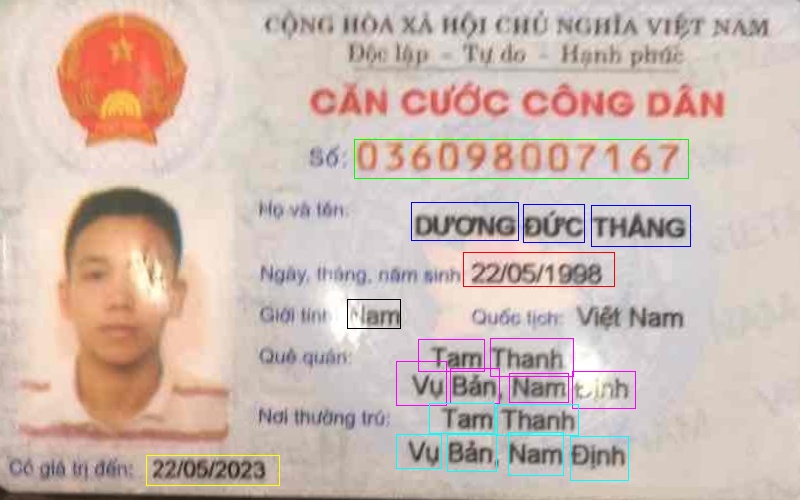 CỘNG HÒA XÃ HỘI CHỦ NGHĨA VIỆT NAM
Độc lập - Tự do - Hạnh phúc
CĂN CƯỚC CÔNG DÂN
Số: 036098007167
Họ và tên: DƯƠNG ĐỨC THẮNG
Ngày, tháng, năm sinh: 22/05/1998
Giới tính: Nam Quốc tịch: Việt Nam
Quê quán: Tam Thanh
Vụ Bản, Nam Định
Nơi thường trú: Tam Thanh
Vụ Bản, Nam Định
Có giá trị đến: 22/05/2023